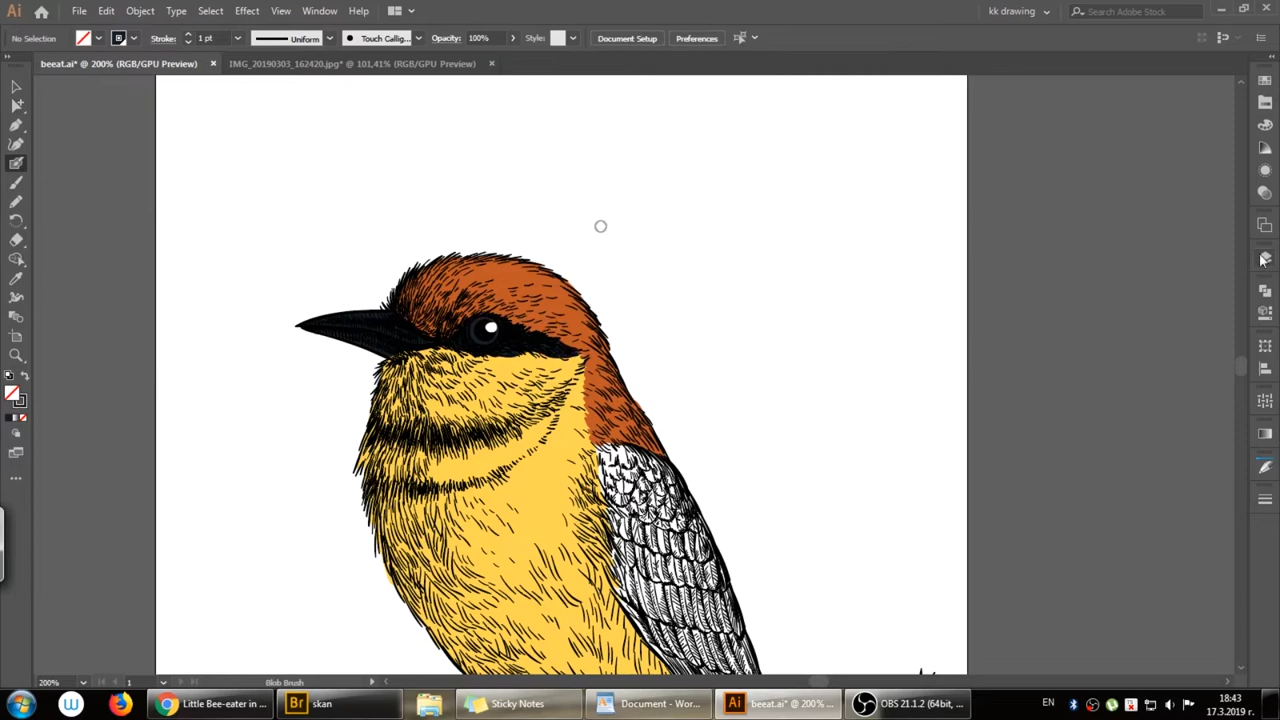 Ai File Edit Object Type Select Effect View Window Help kk drawing Search Adobe Stock
No Selection Stroke: 1 pt Uniform Touch Callig... Opacity: 100% Style: Document Setup Preferences
beeat.ai* @ 200% (RGB/GPU Preview) IMG_20190303_162420.jpg* @ 101,41% (RGB/GPU Preview)
200% 1 Blob Brush
W Little Bee-eater in ... Br skan Sticky Notes Document - Wor... Ai beeat.ai* @ 200% ... OBS 21.1.2 (64bit, ... EN 18:43
17.3.2019 г.